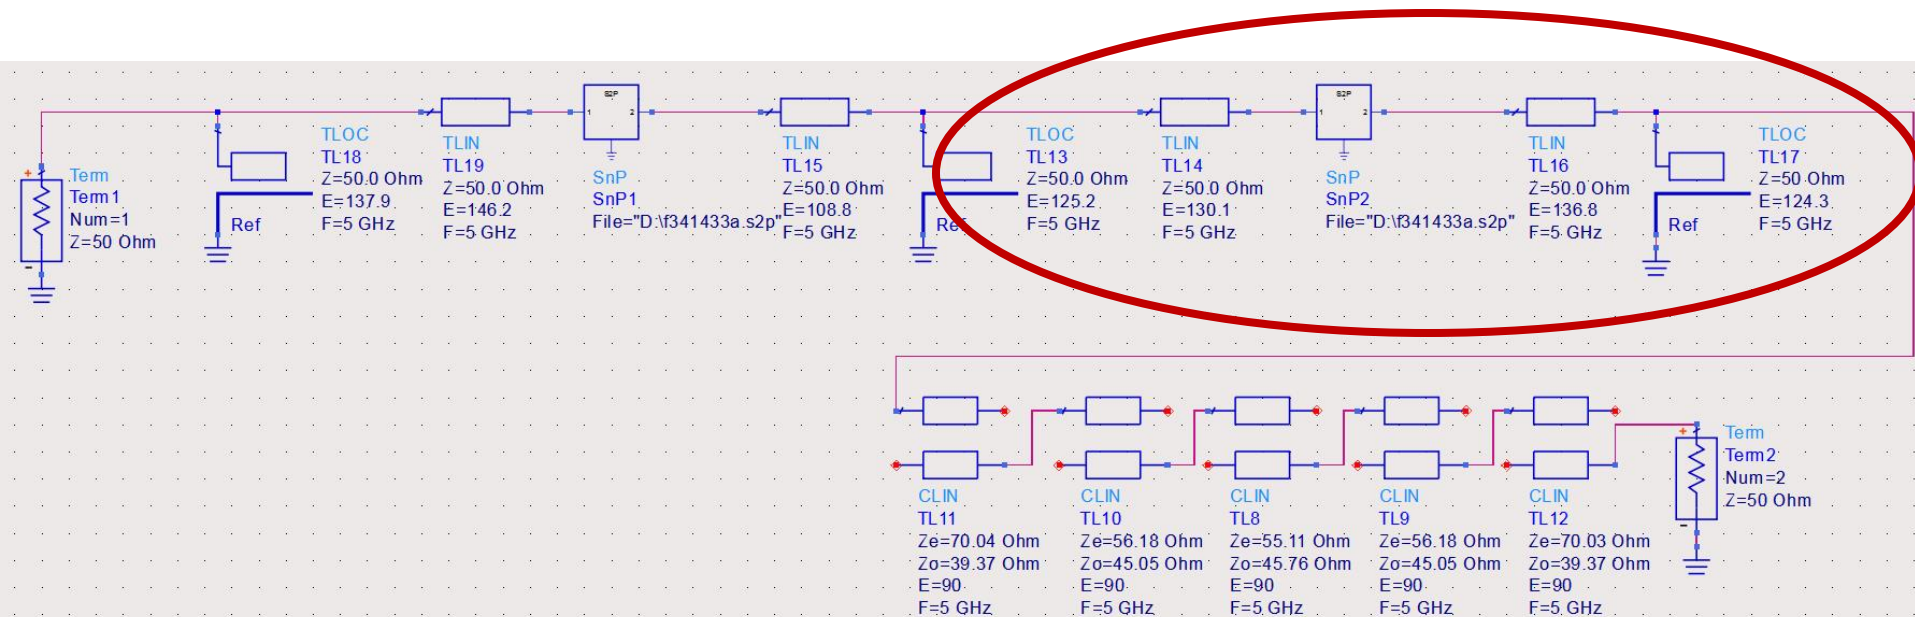 Term
Term1
Num=1
Z=50 Ohm
Ref
TLOC
TL18
Z=50.0 Ohm
E=137.9
F=5 GHz
TLIN
TL19
Z=50.0 Ohm
E=146.2
F=5 GHz
S2P
1
2
SnP
SnP1
File="D:\f341433a.s2p"
TLIN
TL15
Z=50.0 Ohm
E=108.8
F=5 GHz
Ref
TLOC
TL13
Z=50.0 Ohm
E=125.2
F=5 GHz
TLIN
TL14
Z=50.0 Ohm
E=130.1
F=5 GHz
S2P
1
2
SnP
SnP2
File="D:\f341433a.s2p"
TLIN
TL16
Z=50.0 Ohm
E=136.8
F=5 GHz
Ref
TLOC
TL17
Z=50 Ohm
E=124.3
F=5 GHz
CLIN
TL11
Ze=70.04 Ohm
Zo=39.37 Ohm
E=90
F=5 GHz
CLIN
TL10
Ze=56.18 Ohm
Zo=45.05 Ohm
E=90
F=5 GHz
CLIN
TL8
Ze=55.11 Ohm
Zo=45.76 Ohm
E=90
F=5 GHz
CLIN
TL9
Ze=56.18 Ohm
Zo=45.05 Ohm
E=90
F=5 GHz
CLIN
TL12
Ze=70.03 Ohm
Zo=39.37 Ohm
E=90
F=5 GHz
Term
Term2
Num=2
Z=50 Ohm